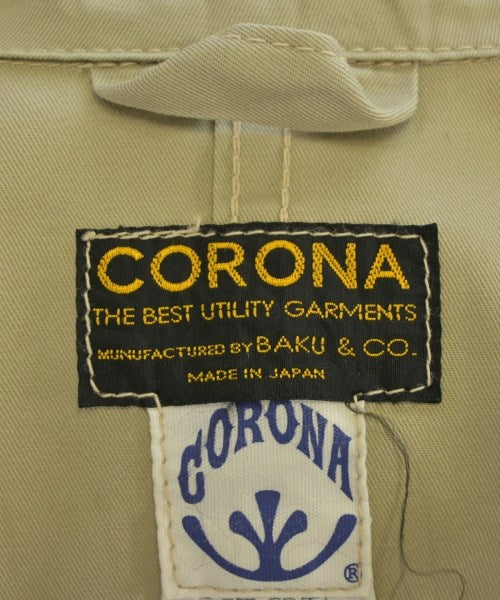 CORONA
THE BEST UTILITY GARMENTS
MUNUFACTURED BY BAKU & CO.
MADE IN JAPAN
CORONA
®